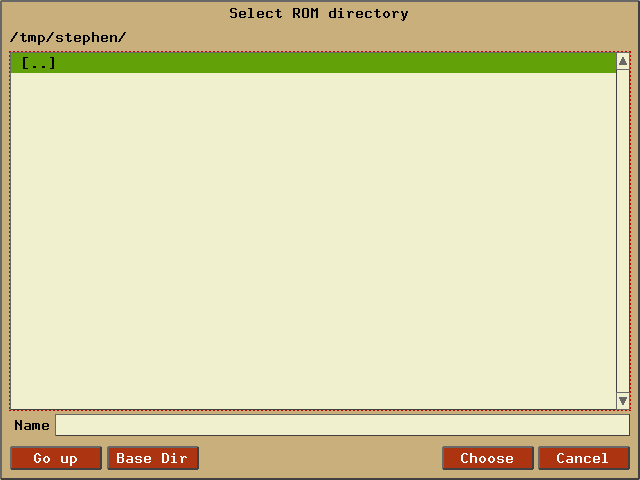 Select ROM directory
/tmp/stephen/
[..]
Name
Go up Base Dir Choose Cancel